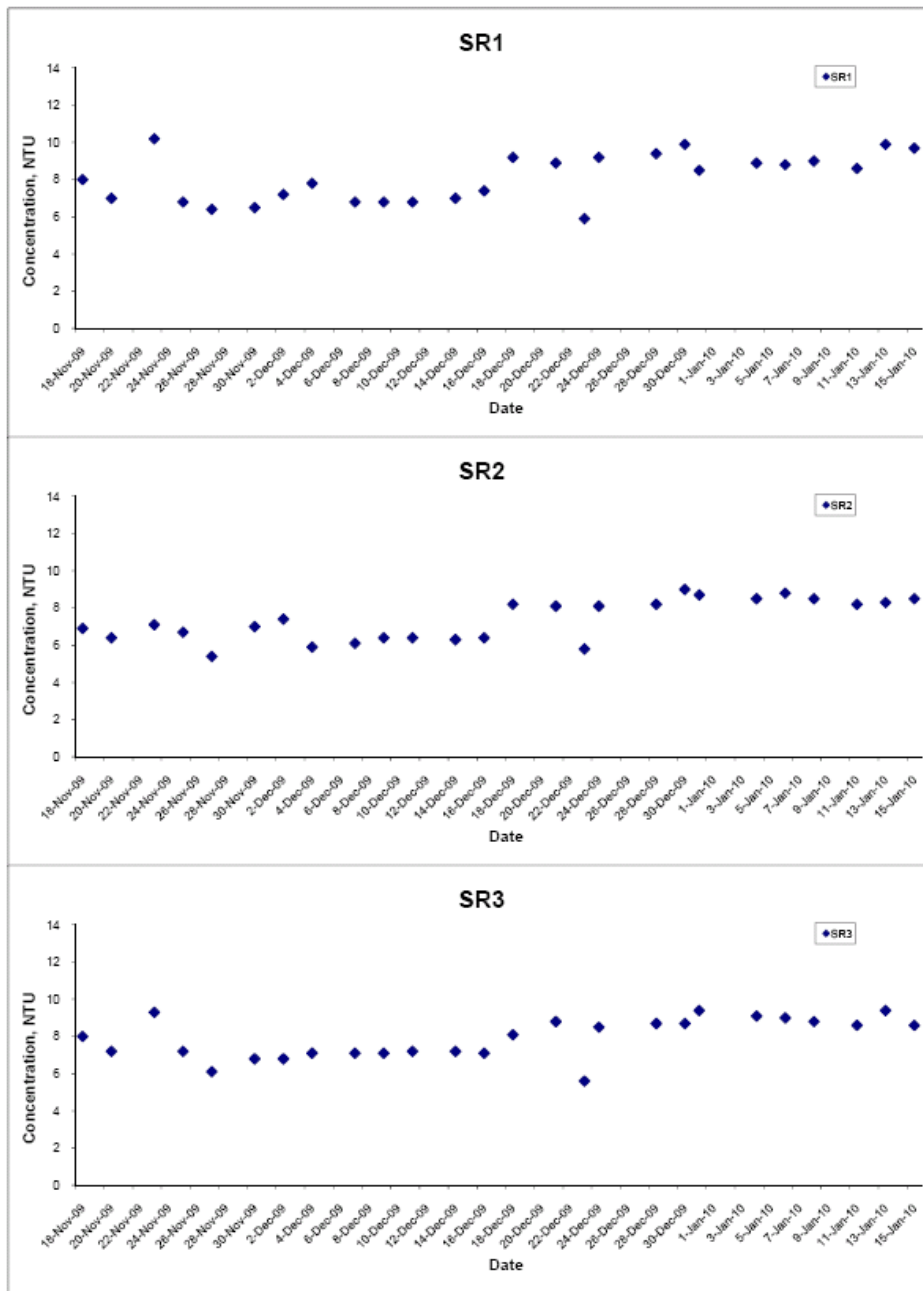 SR1
SR1
Concentration, NTU
14
12
10
8
6
4
2
0
18-Nov-09
20-Nov-09
22-Nov-09
24-Nov-09
26-Nov-09
28-Nov-09
30-Nov-09
2-Dec-09
4-Dec-09
6-Dec-09
8-Dec-09
10-Dec-09
12-Dec-09
14-Dec-09
16-Dec-09
18-Dec-09
20-Dec-09
22-Dec-09
24-Dec-09
26-Dec-09
28-Dec-09
30-Dec-09
1-Jan-10
3-Jan-10
5-Jan-10
7-Jan-10
9-Jan-10
11-Jan-10
13-Jan-10
15-Jan-10
Date
SR2
SR2
Concentration, NTU
14
12
10
8
6
4
2
0
18-Nov-09
20-Nov-09
22-Nov-09
24-Nov-09
26-Nov-09
28-Nov-09
30-Nov-09
2-Dec-09
4-Dec-09
6-Dec-09
8-Dec-09
10-Dec-09
12-Dec-09
14-Dec-09
16-Dec-09
18-Dec-09
20-Dec-09
22-Dec-09
24-Dec-09
26-Dec-09
28-Dec-09
30-Dec-09
1-Jan-10
3-Jan-10
5-Jan-10
7-Jan-10
9-Jan-10
11-Jan-10
13-Jan-10
15-Jan-10
Date
SR3
SR3
Concentration, NTU
14
12
10
8
6
4
2
0
18-Nov-09
20-Nov-09
22-Nov-09
24-Nov-09
26-Nov-09
28-Nov-09
30-Nov-09
2-Dec-09
4-Dec-09
6-Dec-09
8-Dec-09
10-Dec-09
12-Dec-09
14-Dec-09
16-Dec-09
18-Dec-09
20-Dec-09
22-Dec-09
24-Dec-09
26-Dec-09
28-Dec-09
30-Dec-09
1-Jan-10
3-Jan-10
5-Jan-10
7-Jan-10
9-Jan-10
11-Jan-10
13-Jan-10
15-Jan-10
Date